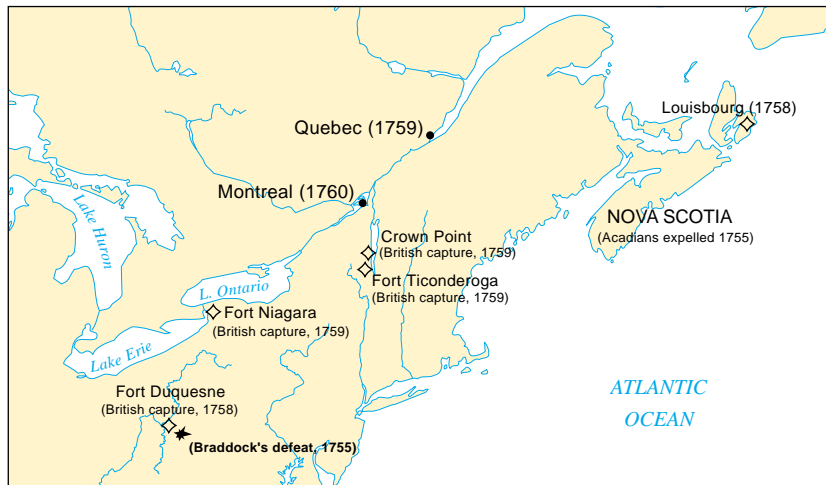 Louisbourg (1758)
Quebec (1759)
Montreal (1760)
NOVA SCOTIA
(Acadians expelled 1755)
Lake Huron
Crown Point
(British capture, 1759)
Fort Ticonderoga
(British capture, 1759)
L. Ontario
Fort Niagara
(British capture, 1759)
Lake Erie
Fort Duquesne
(British capture, 1758)
(Braddock's defeat, 1755)
ATLANTIC
OCEAN